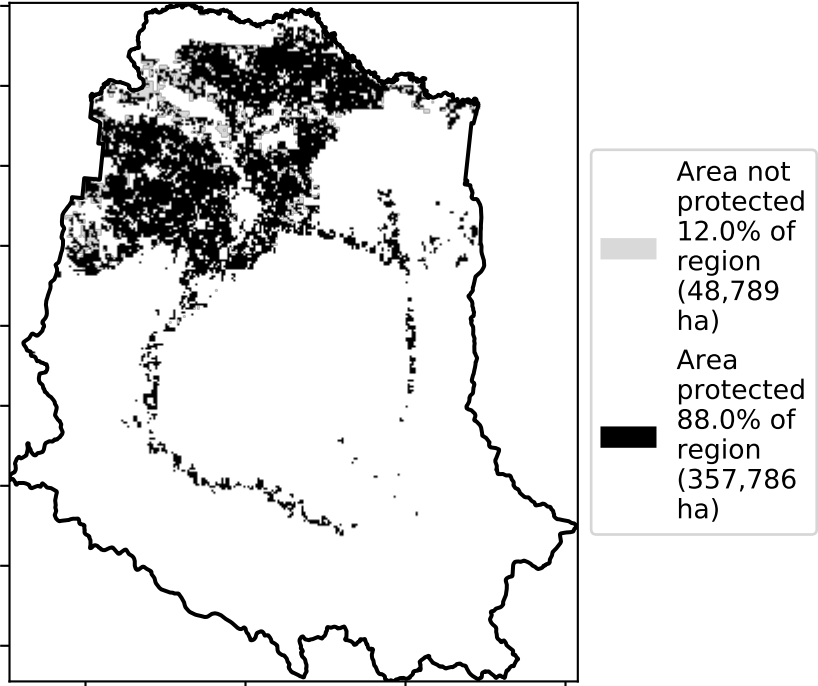 Area not
protected
12.0% of
region
(48,789
ha)
Area
protected
88.0% of
region
(357,786
ha)